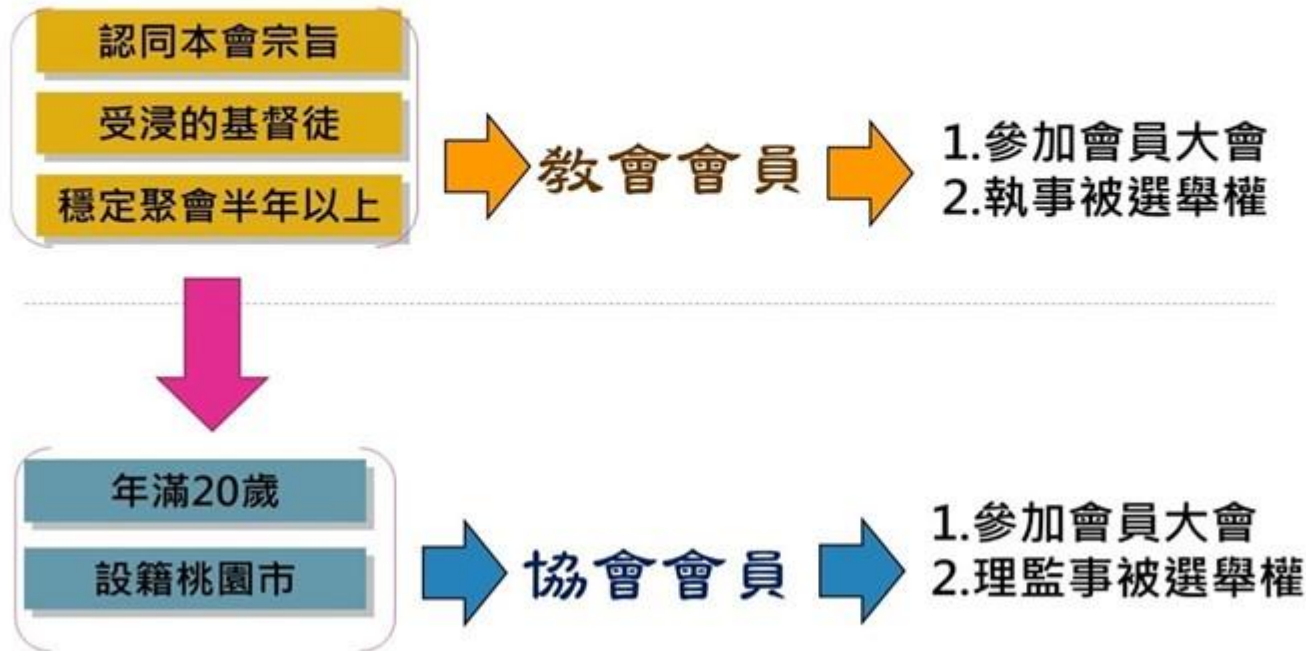 認同本會宗旨
受浸的基督徒
穩定聚會半年以上
教會會員
1.參加會員大會
2.執事被選舉權
年滿20歲
設籍桃園市
協會會員
1.參加會員大會
2.理監事被選舉權